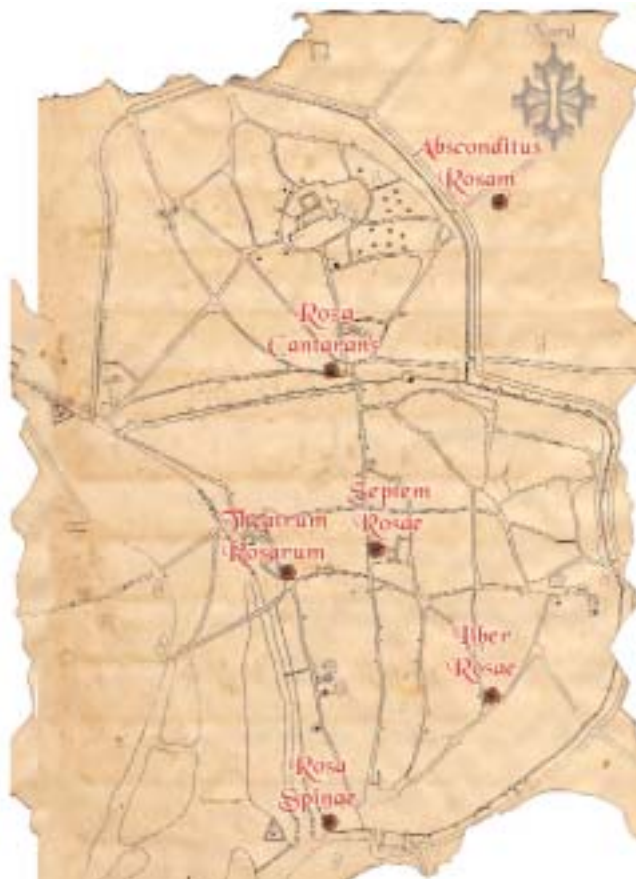 Nord
Absconditus
Rosam
Rosa
Cantarans
Septem
Rosae
Theatrum
Rosarum
Liber
Rosae
Rosa
Spinae